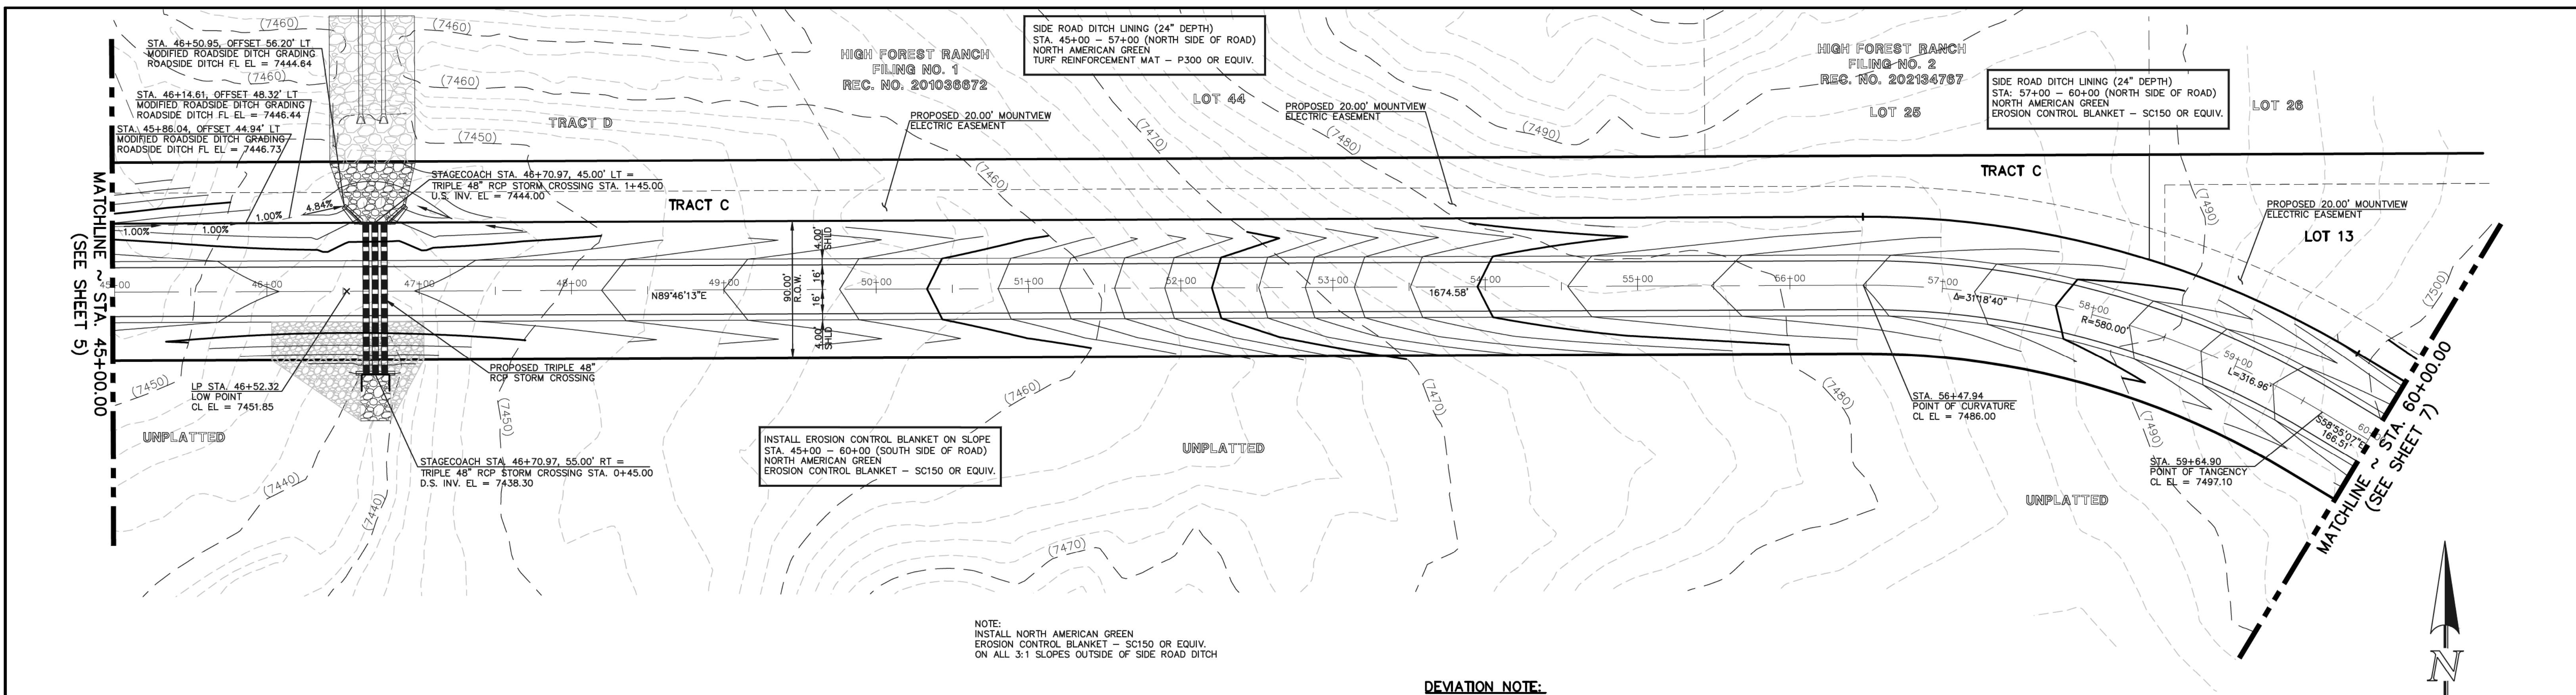 STA. 46+50.95, OFFSET 56.20' LT
MODIFIED ROADSIDE DITCH GRADING
ROADSIDE DITCH FL EL = 7444.64
STA. 46+14.61, OFFSET 48.32' LT
MODIFIED ROADSIDE DITCH GRADING
ROADSIDE DITCH FL EL = 7446.44
STA. 45+86.04, OFFSET 44.94' LT
MODIFIED ROADSIDE DITCH GRADING
ROADSIDE DITCH FL EL = 7446.73
(7460)
(7460)
(7460)
(7460)
(7450)
TRACT D
HIGH FOREST RANCH
FILING NO. 1
REC. NO. 201036672
LOT 44
SIDE ROAD DITCH LINING (24" DEPTH)
STA. 45+00 – 57+00 (NORTH SIDE OF ROAD)
NORTH AMERICAN GREEN
TURF REINFORCEMENT MAT – P300 OR EQUIV.
PROPOSED 20.00' MOUNTVIEW
ELECTRIC EASEMENT
PROPOSED 20.00' MOUNTVIEW
ELECTRIC EASEMENT
(7460)
(7470)
(7480)
(7490)
HIGH FOREST RANCH
FILING NO. 2
REC. NO. 202134767
LOT 25
SIDE ROAD DITCH LINING (24" DEPTH)
STA: 57+00 – 60+00 (NORTH SIDE OF ROAD)
NORTH AMERICAN GREEN
EROSION CONTROL BLANKET – SC150 OR EQUIV.
LOT 26
STAGECOACH STA. 46+70.97, 45.00' LT =
TRIPLE 48" RCP STORM CROSSING STA. 1+45.00
U.S. INV. EL = 7444.00
TRACT C
TRACT C
(7490)
PROPOSED 20.00' MOUNTVIEW
ELECTRIC EASEMENT
LOT 13
(7500)
MATCHLINE ~ STA. 45+00.00
(SEE SHEET 5)
1.00%
1.00%
1.00%
4.84%
45+00
46+00
47+00
48+00
49+00
50+00
51+00
52+00
53+00
54+00
55+00
56+00
57+00
58+00
59+00
N89°46'13"E
90.00'
R.O.W.
4.00'
SHLD
16'
16'
4.00'
SHLD
1674.58'
Δ=31°18'40"
R=580.00'
L=316.96'
S58°55'07"E
166.51'
MATCHLINE ~ STA. 60+00.00
(SEE SHEET 7)
PROPOSED TRIPLE 48"
RCP STORM CROSSING
LP STA. 46+52.32
LOW POINT
CL EL = 7451.85
(7450)
(7450)
(7440)
(7440)
UNPLATTED
STAGECOACH STA. 46+70.97, 55.00' RT =
TRIPLE 48" RCP STORM CROSSING STA. 0+45.00
D.S. INV. EL = 7438.30
INSTALL EROSION CONTROL BLANKET ON SLOPE
STA. 45+00 – 60+00 (SOUTH SIDE OF ROAD)
NORTH AMERICAN GREEN
EROSION CONTROL BLANKET – SC150 OR EQUIV.
(7460)
(7470)
(7470)
(7480)
(7490)
UNPLATTED
UNPLATTED
STA. 56+47.94
POINT OF CURVATURE
CL EL = 7486.00
STA. 59+64.90
POINT OF TANGENCY
CL EL = 7497.10
NOTE:
INSTALL NORTH AMERICAN GREEN
EROSION CONTROL BLANKET – SC150 OR EQUIV.
ON ALL 3:1 SLOPES OUTSIDE OF SIDE ROAD DITCH
DEVIATION NOTE:
N